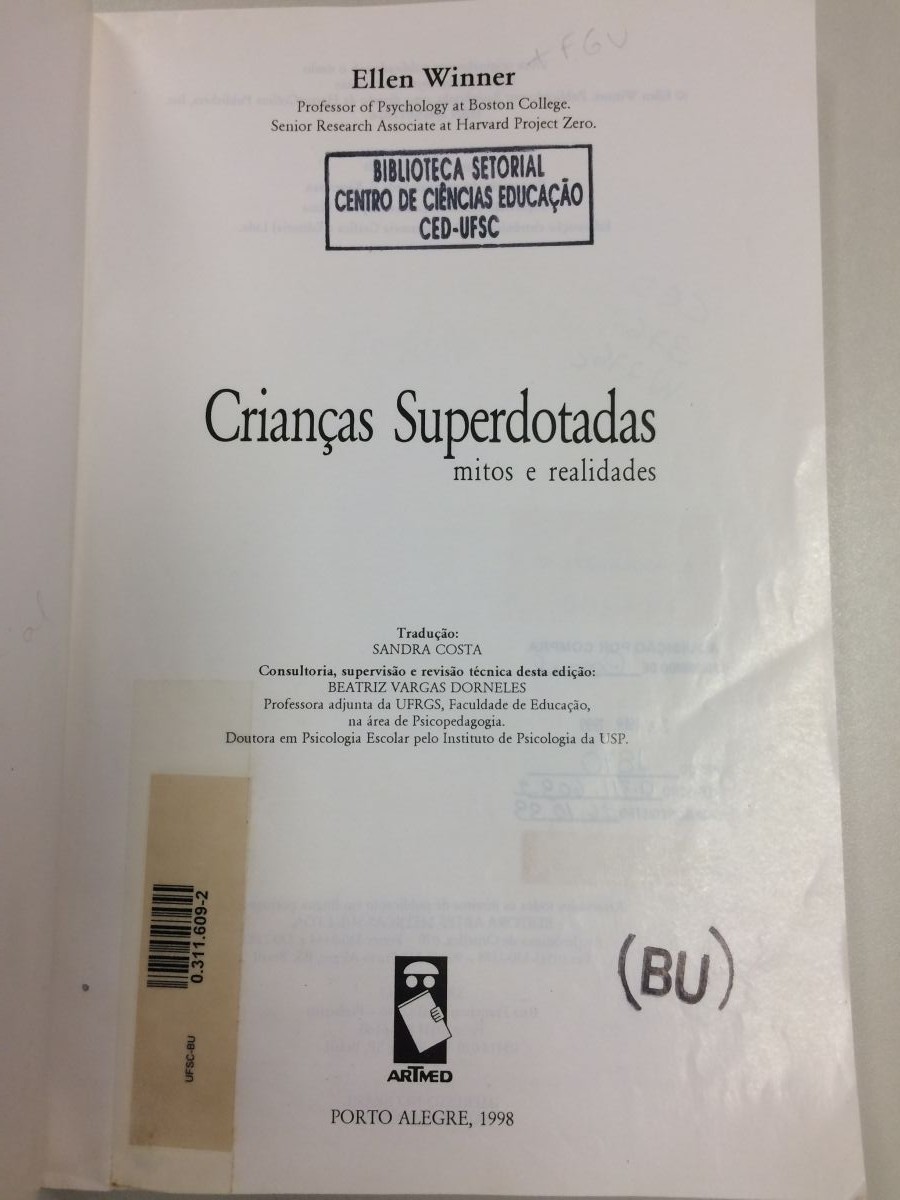 Ellen Winner
Professor of Psychology at Boston College.
Senior Research Associate at Harvard Project Zero.
BIBLIOTECA SETORIAL
CENTRO DE CIÊNCIAS EDUCAÇÃO
CED-UFSC
Crianças Superdotadas
mitos e realidades
Tradução:
SANDRA COSTA
Consultoria, supervisão e revisão técnica desta edição:
BEATRIZ VARGAS DORNELES
Professora adjunta da UFRGS, Faculdade de Educação,
na área de Psicopedagogia.
Doutora em Psicologia Escolar pelo Instituto de Psicologia da USP.
0.311.609-2
UFSC-BU
(BU)
ARTMED
PORTO ALEGRE, 1998